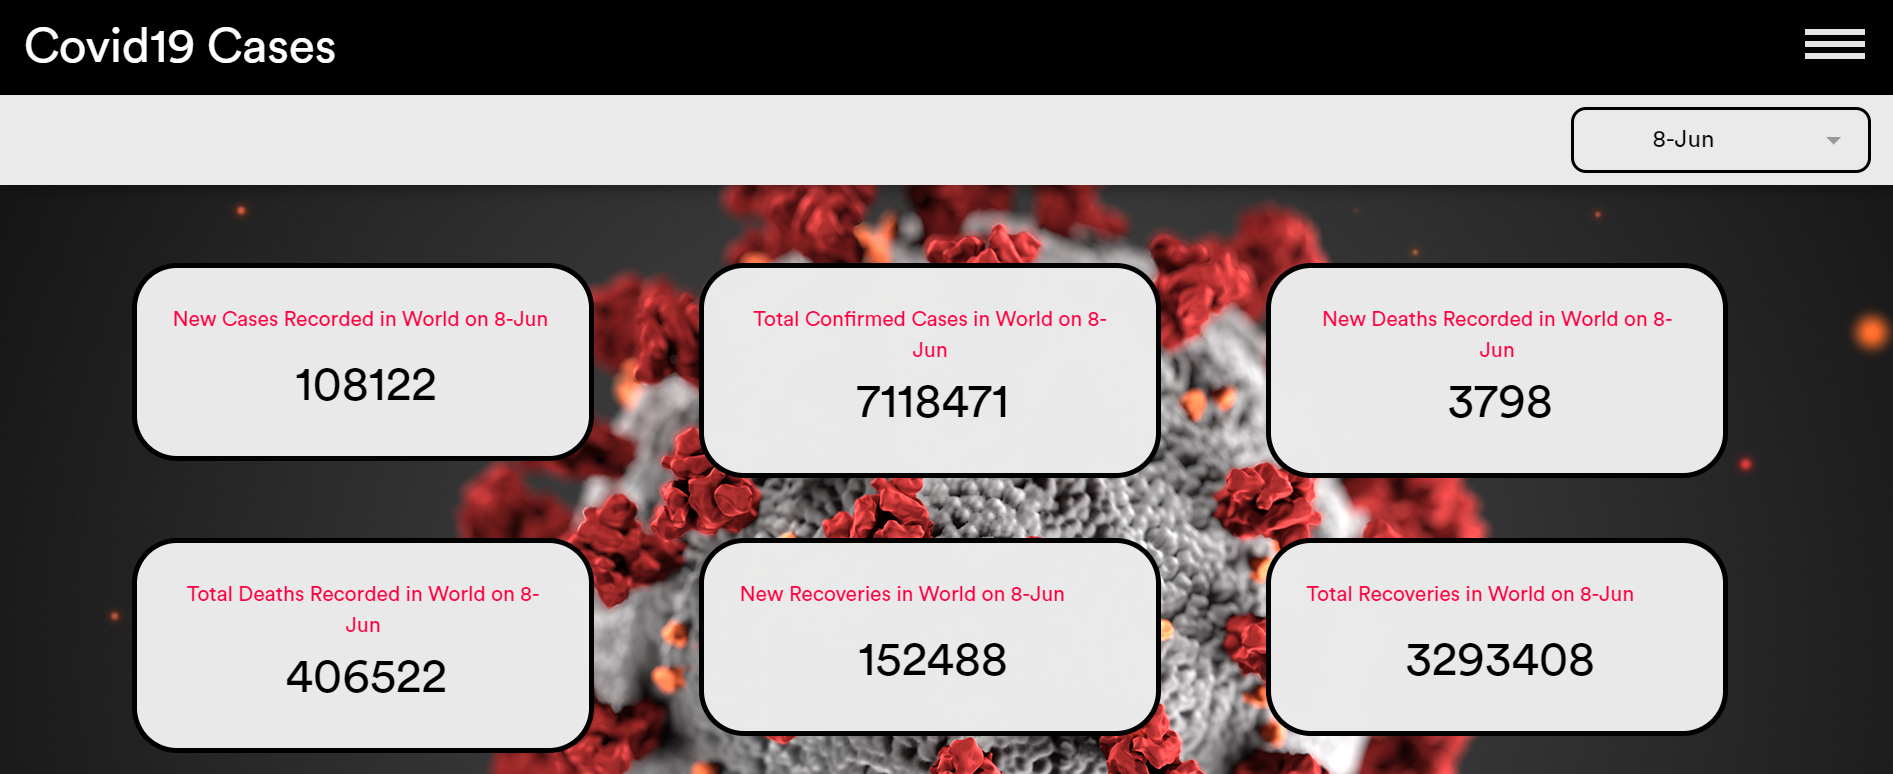 Covid19 Cases
8-Jun
New Cases Recorded in World on 8-Jun
108122
Total Confirmed Cases in World on 8-
Jun
7118471
New Deaths Recorded in World on 8-
Jun
3798
Total Deaths Recorded in World on 8-
Jun
406522
New Recoveries in World on 8-Jun
152488
Total Recoveries in World on 8-Jun
3293408